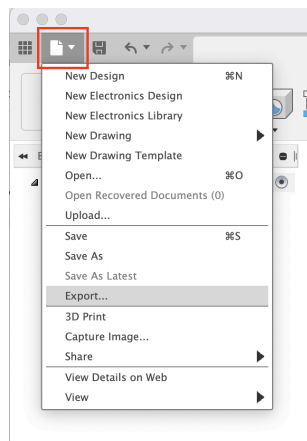 New Design ⌘N
New Electronics Design
New Electronics Library
New Drawing
New Drawing Template
Open... ⌘O
Open Recovered Documents (0)
Upload...
Save ⌘S
Save As
Save As Latest
Export...
3D Print
Capture Image...
Share
View Details on Web
View